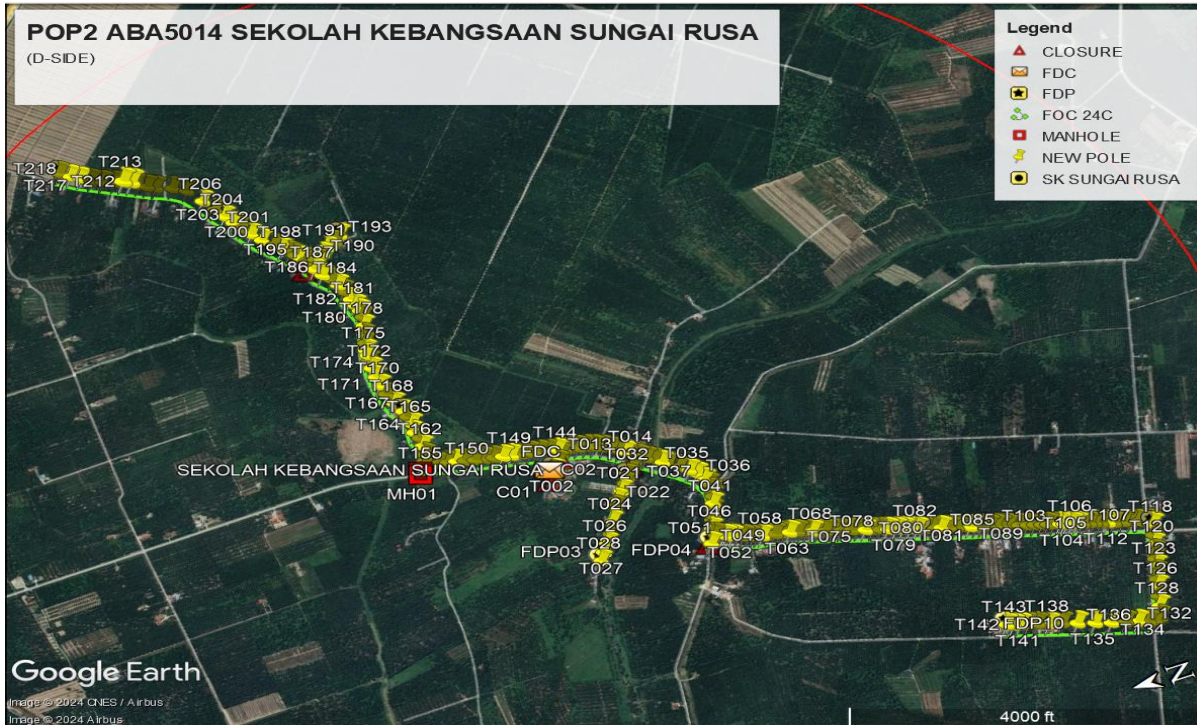 POP2 ABA5014 SEKOLAH KEBANGSAAN SUNGAI RUSA
(D-SIDE)
Legend
CLOSURE
FDC
FDP
FOC 24C
MANHOLE
NEW POLE
SK SUNGAI RUSA
T218
T213
T217
T212
T206
T204
T203
T201
T200
T198
T191
T193
T190
T195
T187
T186
T184
T181
T182
T178
T180
T175
T172
T174
T170
T171
T168
T167
T165
T164
T162
T155
T150
T149
T144
FDC
T013
T014
T032
T035
T036
SEKOLAH KEBANGSAAN SUNGAI RUSA
C02
T021
T037
MH01
C01
T002
T022
T041
T024
T046
T026
T051
T049
T058
T068
T078
T082
T080
T085
T103
T106
T105
T107
T118
T120
T028
FDP03
T027
FDP04
T052
T063
T075
T079
T081
T089
T104
T112
T123
T126
T128
T143
T138
T142
FDP10
T141
T136
T135
T132
T134
Google Earth
Image © 2024 CNES / Airbus
Image © 2024 Airbus
4000 ft
N